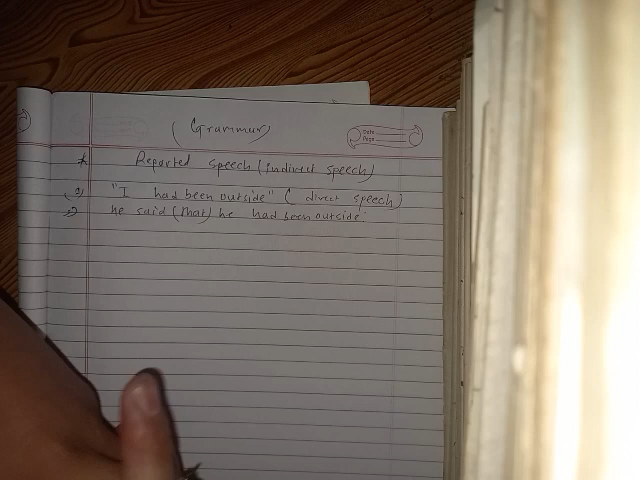 (Grammar)
Date
Page
* Reported speech (indirect speech)
1) "I had been outside" (direct speech)
2) he said (that) he had been outside.